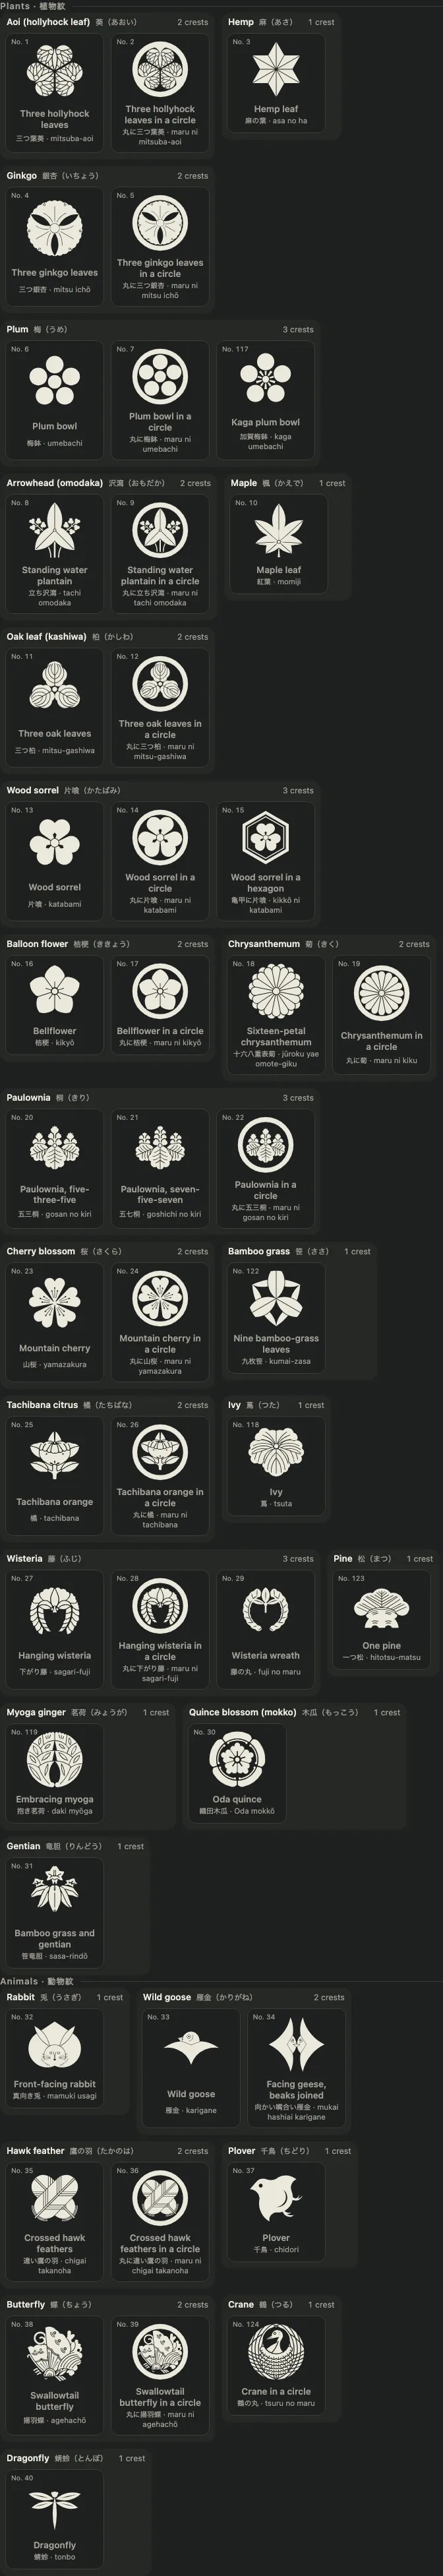 Plants · 植物紋
Aoi (hollyhock leaf) 葵（あおい） 2 crests
No. 1
Three hollyhock
leaves
三つ葉葵 · mitsuba-aoi
No. 2
Three hollyhock
leaves in a circle
丸に三つ葉葵 · maru ni
mitsuba-aoi
Hemp 麻（あさ） 1 crest
No. 3
Hemp leaf
麻の葉 · asa no ha
Ginkgo 銀杏（いちょう） 2 crests
No. 4
Three ginkgo leaves
三つ銀杏 · mitsu ichō
No. 5
Three ginkgo leaves
in a circle
丸に三つ銀杏 · maru ni
mitsu ichō
Plum 梅（うめ） 3 crests
No. 6
Plum bowl
梅鉢 · umebachi
No. 7
Plum bowl in a
circle
丸に梅鉢 · maru ni
umebachi
No. 117
Kaga plum bowl
加賀梅鉢 · kaga
umebachi
Arrowhead (omodaka) 沢瀉（おもだか） 2 crests
No. 8
Standing water
plantain
立ち沢瀉 · tachi
omodaka
No. 9
Standing water
plantain in a circle
丸に立ち沢瀉 · maru ni
tachi omodaka
Maple 楓（かえで） 1 crest
No. 10
Maple leaf
紅葉 · momiji
Oak leaf (kashiwa) 柏（かしわ） 2 crests
No. 11
Three oak leaves
三つ柏 · mitsu-gashiwa
No. 12
Three oak leaves in
a circle
丸に三つ柏 · maru ni
mitsu-gashiwa
Wood sorrel 片喰（かたばみ） 3 crests
No. 13
Wood sorrel
片喰 · katabami
No. 14
Wood sorrel in a
circle
丸に片喰 · maru ni
katabami
No. 15
Wood sorrel in a
hexagon
亀甲に片喰 · kikkō ni
katabami
Balloon flower 桔梗（ききょう） 2 crests
No. 16
Bellflower
桔梗 · kikyō
No. 17
Bellflower in a circle
丸に桔梗 · maru ni kikyō
Chrysanthemum 菊（きく） 2 crests
No. 18
Sixteen-petal
chrysanthemum
十六八重表菊 · jūroku yae
omote-giku
No. 19
Chrysanthemum in
a circle
丸に菊 · maru ni kiku
Paulownia 桐（きり） 3 crests
No. 20
Paulownia, five-
three-five
五三桐 · gosan no kiri
No. 21
Paulownia, seven-
five-seven
五七桐 · goshichi no kiri
No. 22
Paulownia in a
circle
丸に五三桐 · maru ni
gosan no kiri
Cherry blossom 桜（さくら） 2 crests
No. 23
Mountain cherry
山桜 · yamazakura
No. 24
Mountain cherry in
a circle
丸に山桜 · maru ni
yamazakura
Bamboo grass 笹（ささ） 1 crest
No. 122
Nine bamboo-grass
leaves
九枚笹 · kumai-zasa
Tachibana citrus 橘（たちばな） 2 crests
No. 25
Tachibana orange
橘 · tachibana
No. 26
Tachibana orange in
a circle
丸に橘 · maru ni
tachibana
Ivy 蔦（つた） 1 crest
No. 118
Ivy
蔦 · tsuta
Wisteria 藤（ふじ） 3 crests
No. 27
Hanging wisteria
下がり藤 · sagari-fuji
No. 28
Hanging wisteria in
a circle
丸に下がり藤 · maru ni
sagari-fuji
No. 29
Wisteria wreath
藤の丸 · fuji no maru
Pine 松（まつ） 1 crest
No. 123
One pine
一つ松 · hitotsu-matsu
Myoga ginger 茗荷（みょうが） 1 crest
No. 119
Embracing myoga
抱き茗荷 · daki myōga
Quince blossom (mokko) 木瓜（もっこう） 1 crest
No. 30
Oda quince
織田木瓜 · Oda mokkō
Gentian 竜胆（りんどう） 1 crest
No. 31
Bamboo grass and
gentian
笹竜胆 · sasa-rindō
Animals · 動物紋
Rabbit 兎（うさぎ） 1 crest
No. 32
Front-facing rabbit
真向き兎 · mamuki usagi
Wild goose 雁金（かりがね） 2 crests
No. 33
Wild goose
雁金 · karigane
No. 34
Facing geese,
beaks joined
向かい嘴合い雁金 · mukai
hashiai karigane
Hawk feather 鷹の羽（たかのは） 2 crests
No. 35
Crossed hawk
feathers
違い鷹の羽 · chigai
takanoha
No. 36
Crossed hawk
feathers in a circle
丸に違い鷹の羽 · maru ni
chigai takanoha
Plover 千鳥（ちどり） 1 crest
No. 37
Plover
千鳥 · chidori
Butterfly 蝶（ちょう） 2 crests
No. 38
Swallowtail
butterfly
揚羽蝶 · agehachō
No. 39
Swallowtail
butterfly in a circle
丸に揚羽蝶 · maru ni
agehachō
Crane 鶴（つる） 1 crest
No. 124
Crane in a circle
鶴の丸 · tsuru no maru
Dragonfly 蜻蛉（とんぼ） 1 crest
No. 40
Dragonfly
蜻蛉 · tonbo